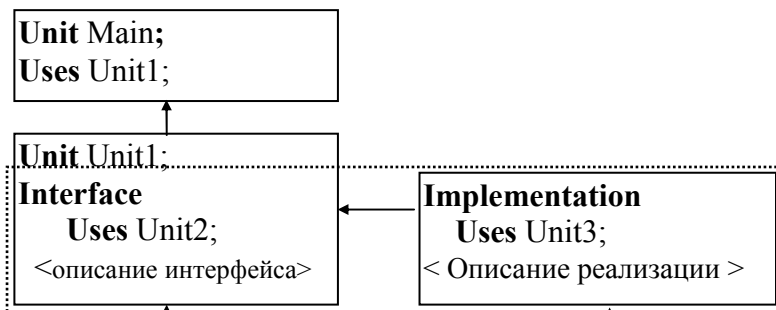 Unit Main;
Uses Unit1;
Unit Unit1;
Interface
Uses Unit2;
<описание интерфейса>
Implementation
Uses Unit3;
< Описание реализации >